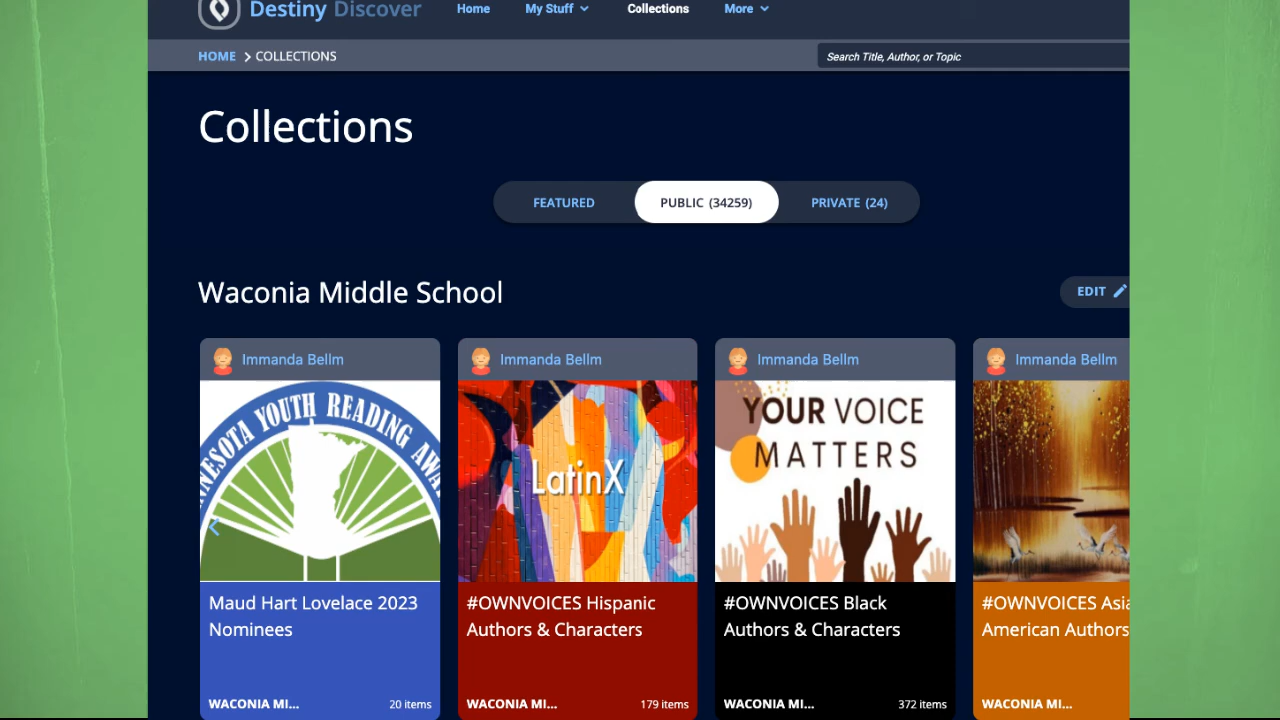 Destiny Discover
Home My Stuff Collections More
HOME COLLECTIONS
Search Title, Author, or Topic
Collections
FEATURED PUBLIC (34259) PRIVATE (24)
Waconia Middle School
EDIT
Immanda Bellm
Immanda Bellm
Immanda Bellm
Immanda Bellm
NNESOTA YOUTH READING AWA
LatinX
YOUR VOICE
MATTERS
Maud Hart Lovelace 2023
Nominees
#OWNVOICES Hispanic
Authors & Characters
#OWNVOICES Black
Authors & Characters
#OWNVOICES Asia
American Authors
WACONIA MI... 20 items
WACONIA MI... 179 items
WACONIA MI... 372 items
WACONIA MI...